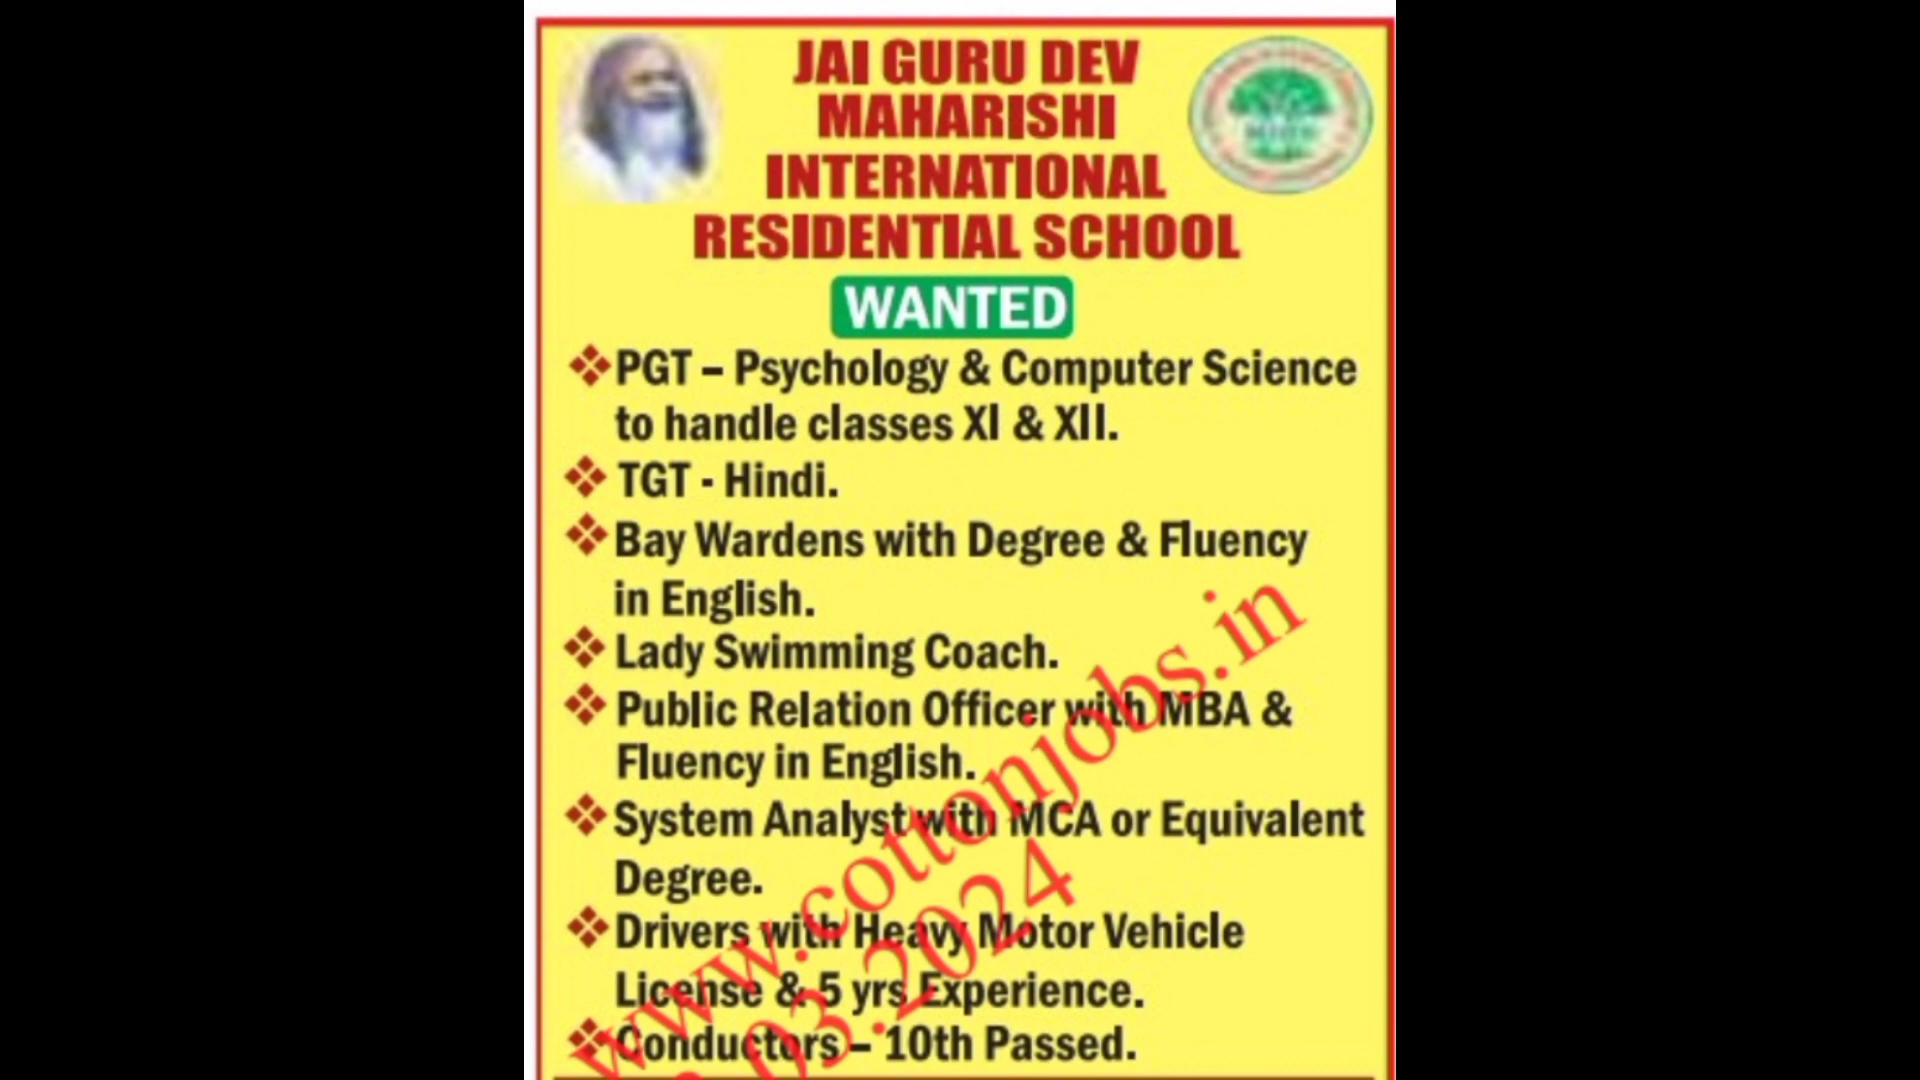 JAI GURU DEV
MAHARISHI
INTERNATIONAL
RESIDENTIAL SCHOOL
WANTED
❖PGT – Psychology & Computer Science
to handle classes XI & XII.
❖ TGT - Hindi.
❖Bay Wardens with Degree & Fluency
in English.
❖ Lady Swimming Coach.
❖ Public Relation Officer with MBA &
Fluency in English.
❖System Analyst with MCA or Equivalent
Degree.
❖Drivers with Heavy Motor Vehicle
License & 5 yrs Experience.
❖Conductors – 10th Passed.
www.cottonjobs.in
03.2024